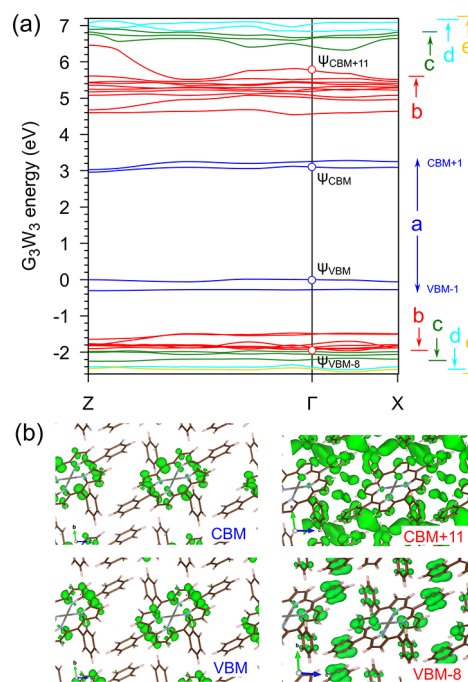 (a)
7
6
5
4
3
2
1
0
-1
-2
G₃W₃ energy (eV)
ΨCBM+11
ΨCBM
ΨVBM
ΨVBM-8
e
d
c
b
CBM+1
a
VBM-1
b
c
d
e
Z Γ X
(b)
b
CBM
CBM+11
b
VBM
VBM-8